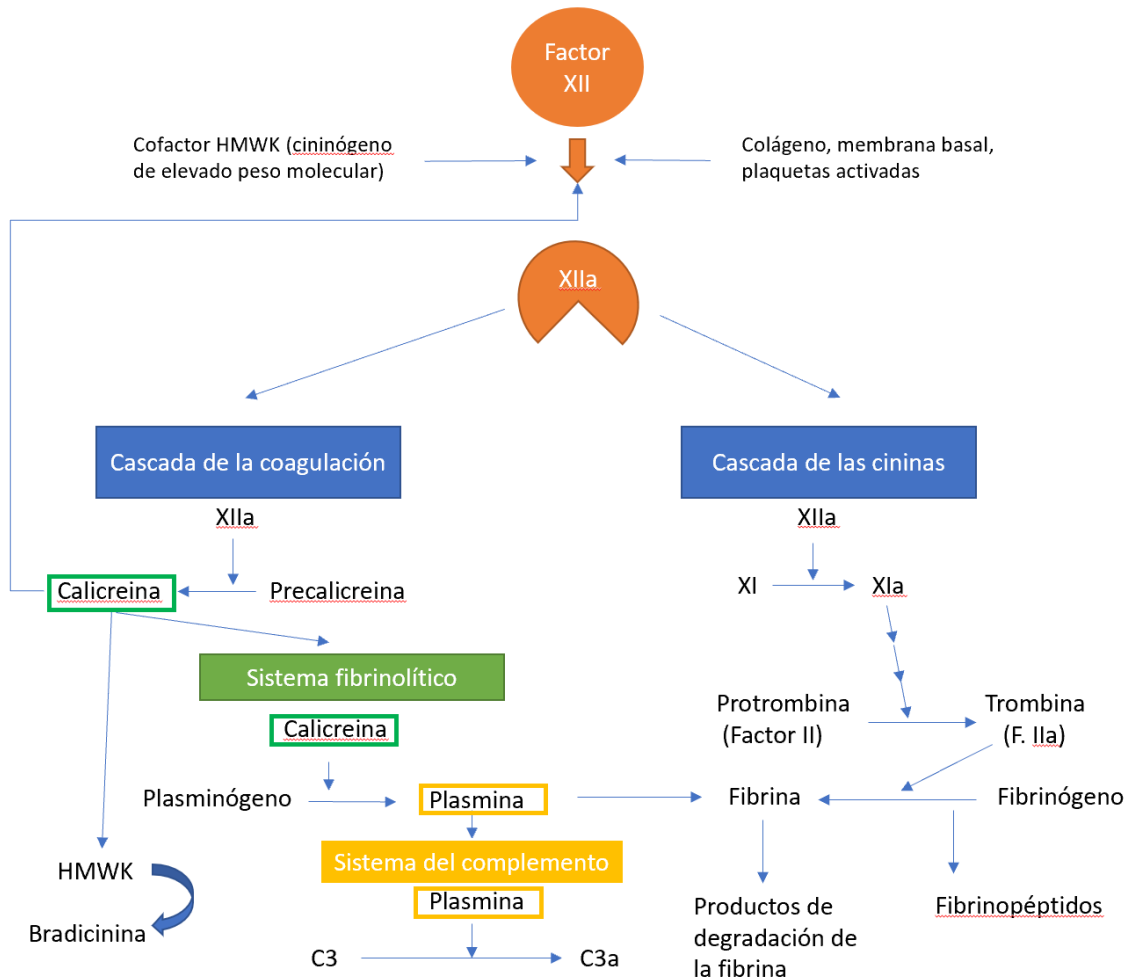 Factor
XII
Cofactor HMWK (cininógeno
de elevado peso molecular)
Colágeno, membrana basal,
plaquetas activadas
XIIa
Cascada de la coagulación
Cascada de las cininas
XIIa
XIIa
Calicreina
Precalicreina
XI
XIa
Sistema fibrinolítico
Calicreina
Protrombina
(Factor II)
Trombina
(F. IIa)
Plasminógeno
Plasmina
Fibrina
Fibrinógeno
Sistema del complemento
HMWK
Plasmina
Bradicinina
Productos de
degradación de
la fibrina
Fibrinopéptidos
C3
C3a